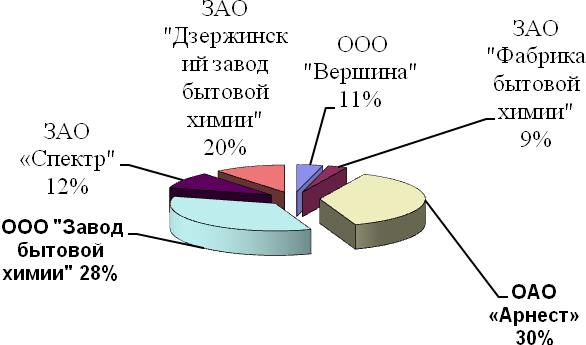 ЗАО
"Дзержинск
ий завод
бытовой
химии"
20%
ООО
"Вершина"
11%
ЗАО
"Фабрика
бытовой
химии"
9%
ЗАО
«Спектр"
12%
ООО "Завод
бытовой
химии" 28%
ОАО
«Арнест»
30%